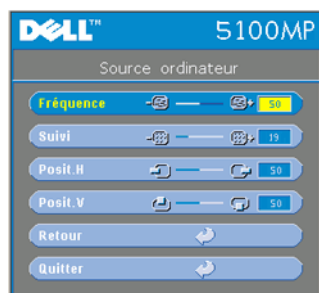 DELL™ 5100MP
Source ordinateur
Fréquence 50
Suivi 19
Posit.H 50
Posit.V 50
Retour
Quitter